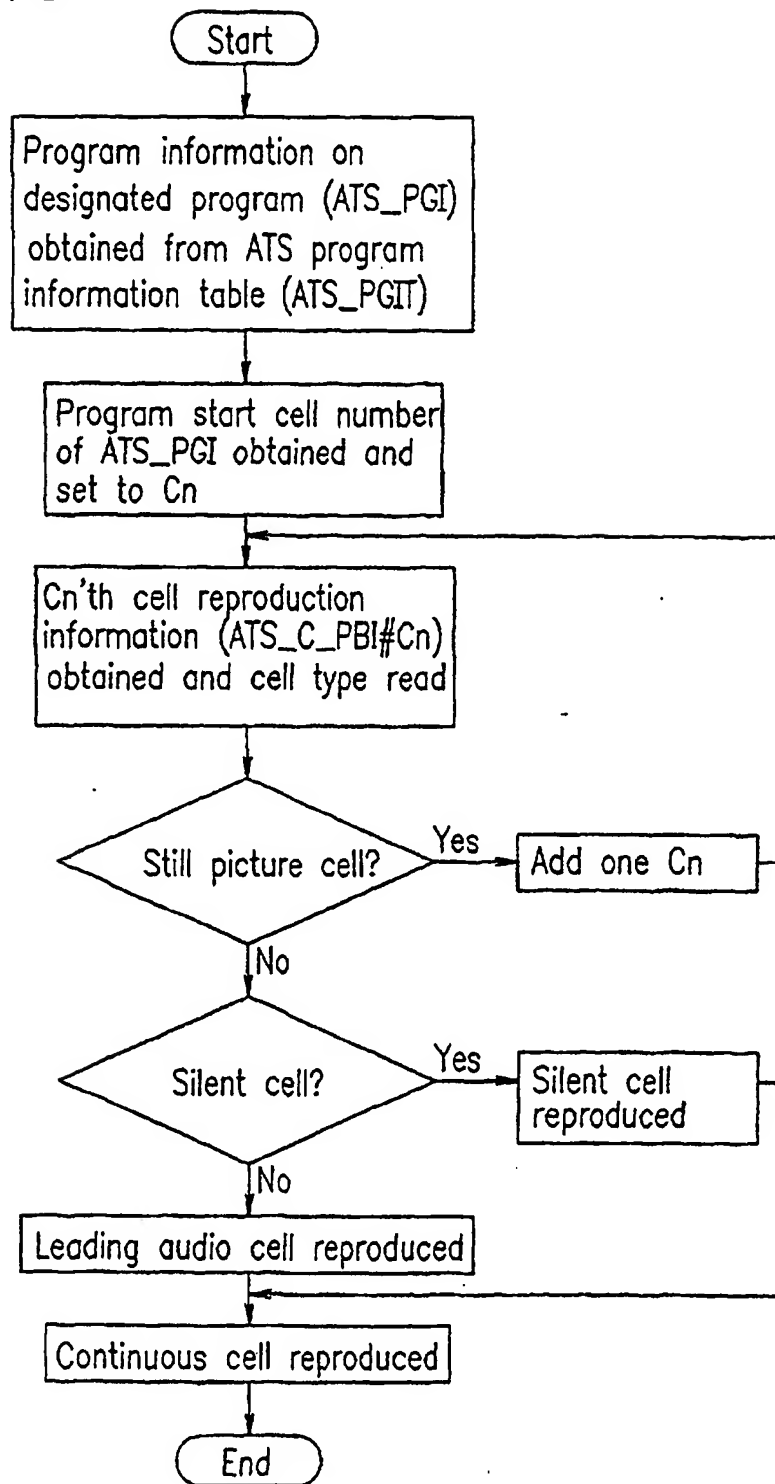 Start
Program information on
designated program (ATS_PGI)
obtained from ATS program
information table (ATS_PGIT)
Program start cell number
of ATS_PGI obtained and
set to Cn
Cn'th cell reproduction
information (ATS_C_PBI#Cn)
obtained and cell type read
Still picture cell?
Yes
Add one Cn
No
Silent cell?
Yes
Silent cell
reproduced
No
Leading audio cell reproduced
Continuous cell reproduced
End